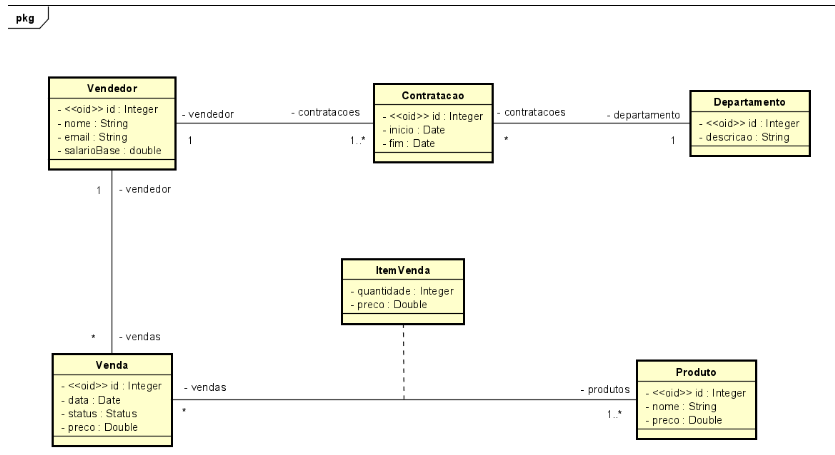 pkg
Vendedor
- <<oid>> id : Integer
- nome : String
- email : String
- salarioBase : double
- vendedor
1
- contratacoes
1..*
Contratacao
- <<oid>> id : Integer
- inicio : Date
- fim : Date
- contratacoes
*
- departamento
1
Departamento
- <<oid>> id : Integer
- descricao : String
1
- vendedor
ItemVenda
- quantidade : Integer
- preco : Double
*
- vendas
Venda
- <<oid>> id : Integer
- data : Date
- status : Status
- preco : Double
- vendas
*
- produtos
1..*
Produto
- <<oid>> id : Integer
- nome : String
- preco : Double